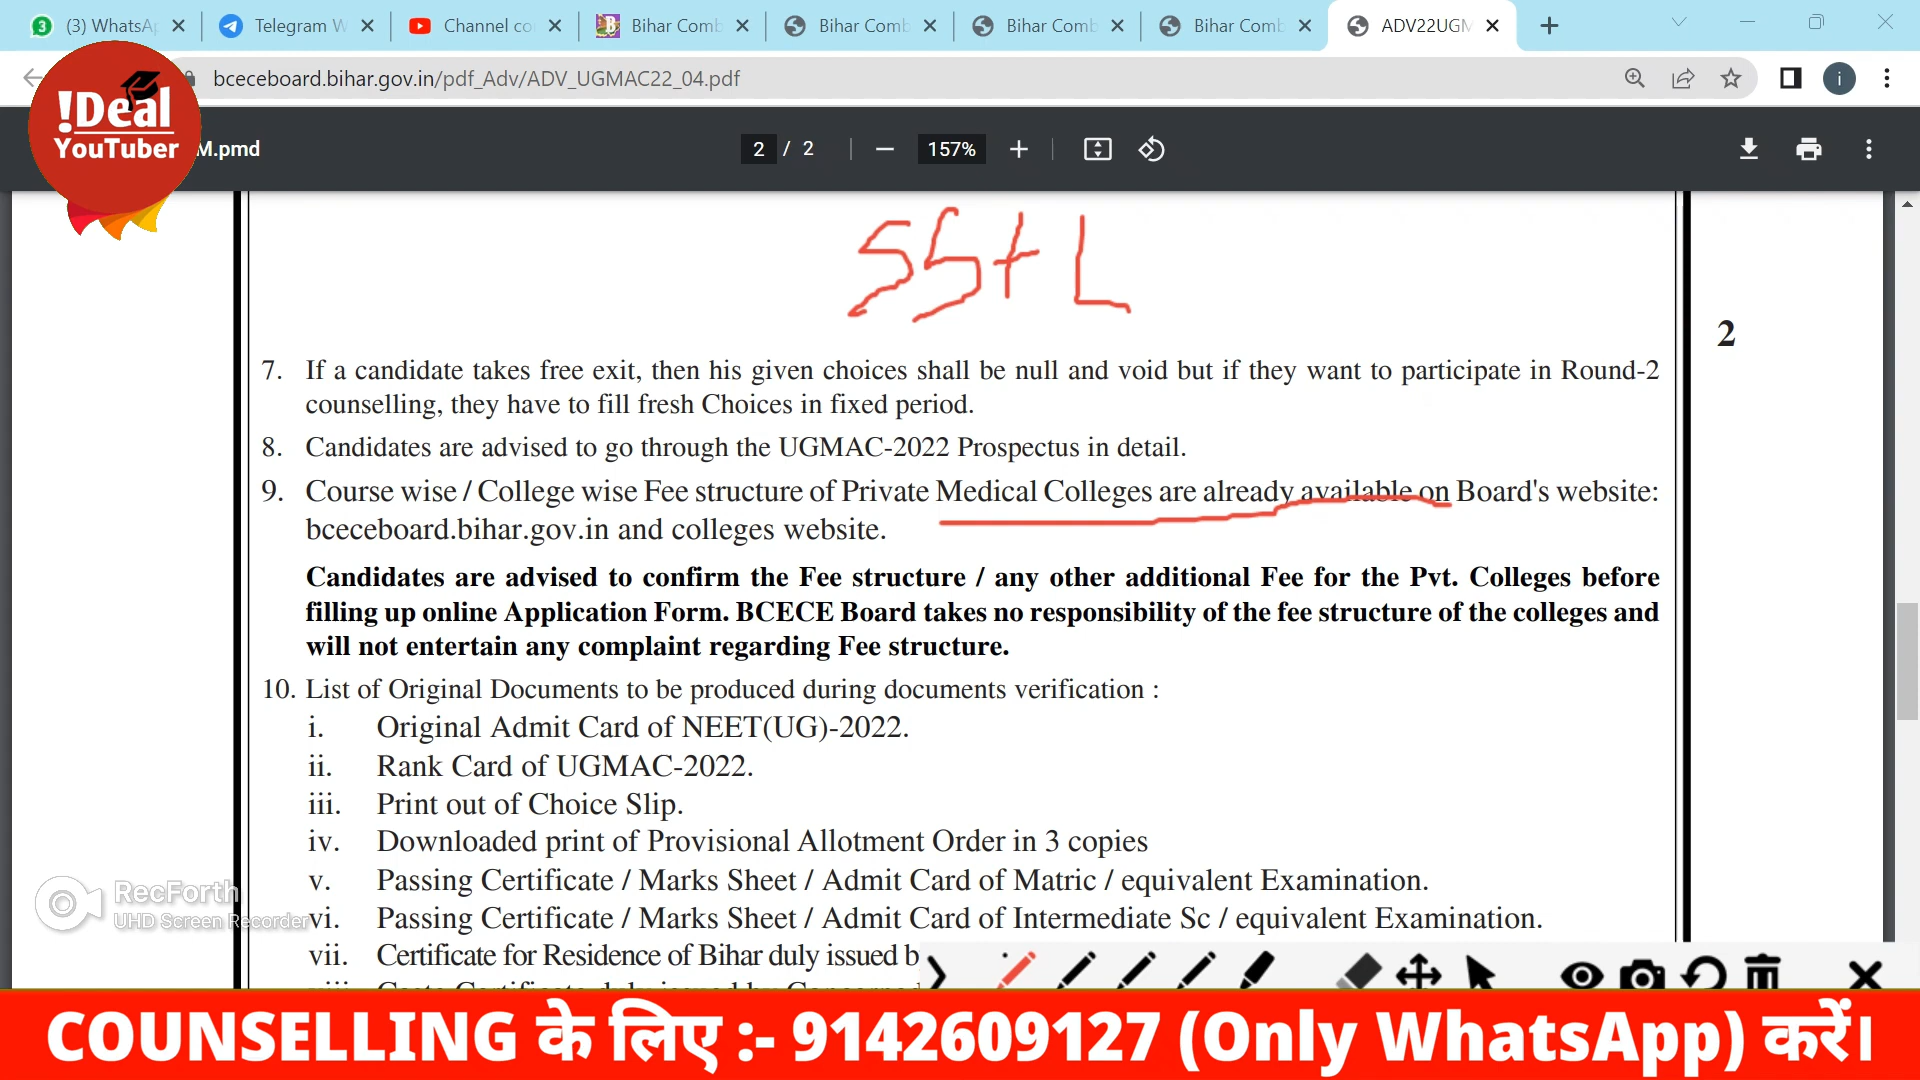 (3) WhatsAp
Telegram W
Channel co
Bihar Comb
Bihar Comb
Bihar Comb
Bihar Comb
ADV22UGM
bceceboard.bihar.gov.in/pdf_Adv/ADV_UGMAC22_04.pdf
i
!Deal
YouTuber
M.pmd
2 / 2
157%
55+L
2
7. If a candidate takes free exit, then his given choices shall be null and void but if they want to participate in Round-2
counselling, they have to fill fresh Choices in fixed period.
8. Candidates are advised to go through the UGMAC-2022 Prospectus in detail.
9. Course wise / College wise Fee structure of Private Medical Colleges are already available on Board's website:
bceceboard.bihar.gov.in and colleges website.
Candidates are advised to confirm the Fee structure / any other additional Fee for the Pvt. Colleges before
filling up online Application Form. BCECE Board takes no responsibility of the fee structure of the colleges and
will not entertain any complaint regarding Fee structure.
10. List of Original Documents to be produced during documents verification :
i. Original Admit Card of NEET(UG)-2022.
ii. Rank Card of UGMAC-2022.
iii. Print out of Choice Slip.
iv. Downloaded print of Provisional Allotment Order in 3 copies
v. Passing Certificate / Marks Sheet / Admit Card of Matric / equivalent Examination.
RecForth
UHD Screen Recorder
vi. Passing Certificate / Marks Sheet / Admit Card of Intermediate Sc / equivalent Examination.
vii. Certificate for Residence of Bihar duly issued b
viii. Caste Certificate duly issued by Concerned
COUNSELLING के लिए :- 9142609127 (Only WhatsApp) करें।